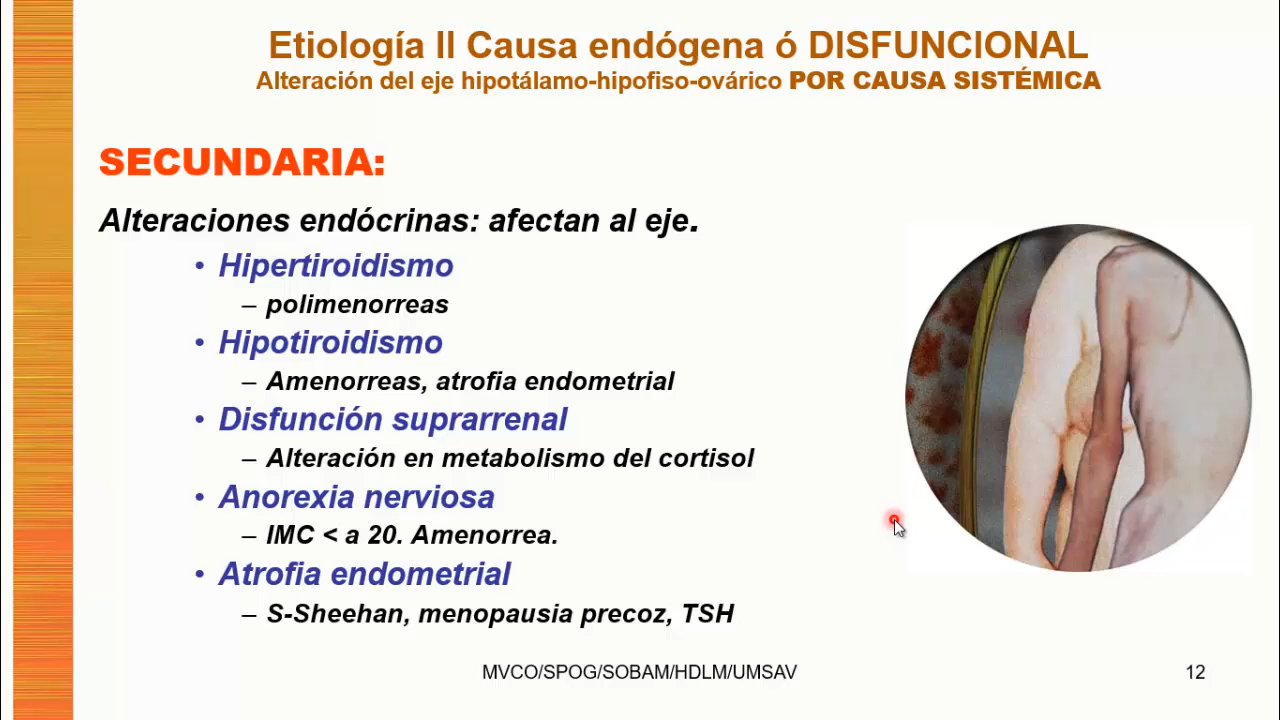 Etiología II Causa endógena ó DISFUNCIONAL
Alteración del eje hipotálamo-hipofiso-ovárico POR CAUSA SISTÉMICA
SECUNDARIA:
Alteraciones endócrinas: afectan al eje.
• Hipertiroidismo
– polimenorreas
• Hipotiroidismo
– Amenorreas, atrofia endometrial
• Disfunción suprarrenal
– Alteración en metabolismo del cortisol
• Anorexia nerviosa
– IMC < a 20. Amenorrea.
• Atrofia endometrial
– S-Sheehan, menopausia precoz, TSH
MVCO/SPOG/SOBAM/HDLM/UMSAV
12